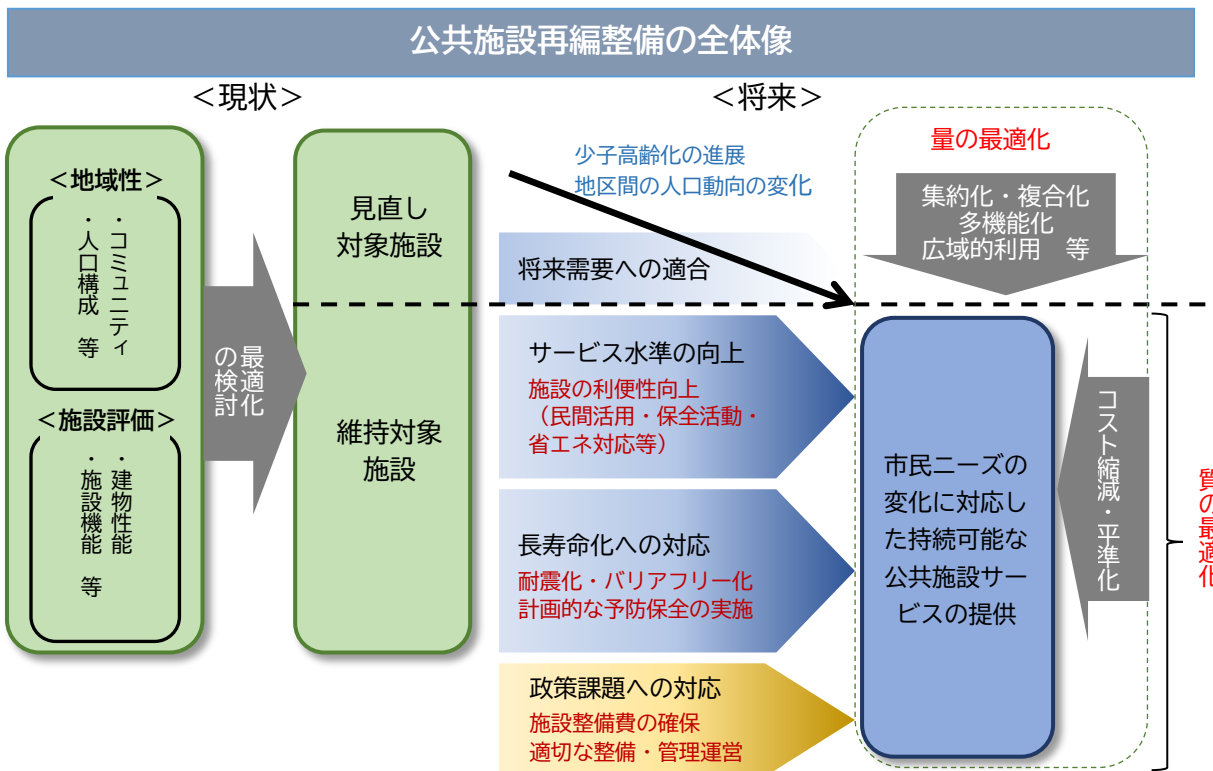 公共施設再編整備の全体像
＜現状＞
＜将来＞
＜地域性＞
・コミュニティ
・人口構成　等
＜施設評価＞
・建物性能
・施設機能　等
最適化
の検討
見直し
対象施設
維持対象
施設
少子高齢化の進展
地区間の人口動向の変化
将来需要への適合
サービス水準の向上
施設の利便性向上
（民間活用・保全活動・
省エネ対応等）
長寿命化への対応
耐震化・バリアフリー化
計画的な予防保全の実施
政策課題への対応
施設整備費の確保
適切な整備・管理運営
量の最適化
集約化・複合化
多機能化
広域的利用　等
市民ニーズの
変化に対応し
た持続可能な
公共施設サー
ビスの提供
コスト縮減・平準化
質の最適化